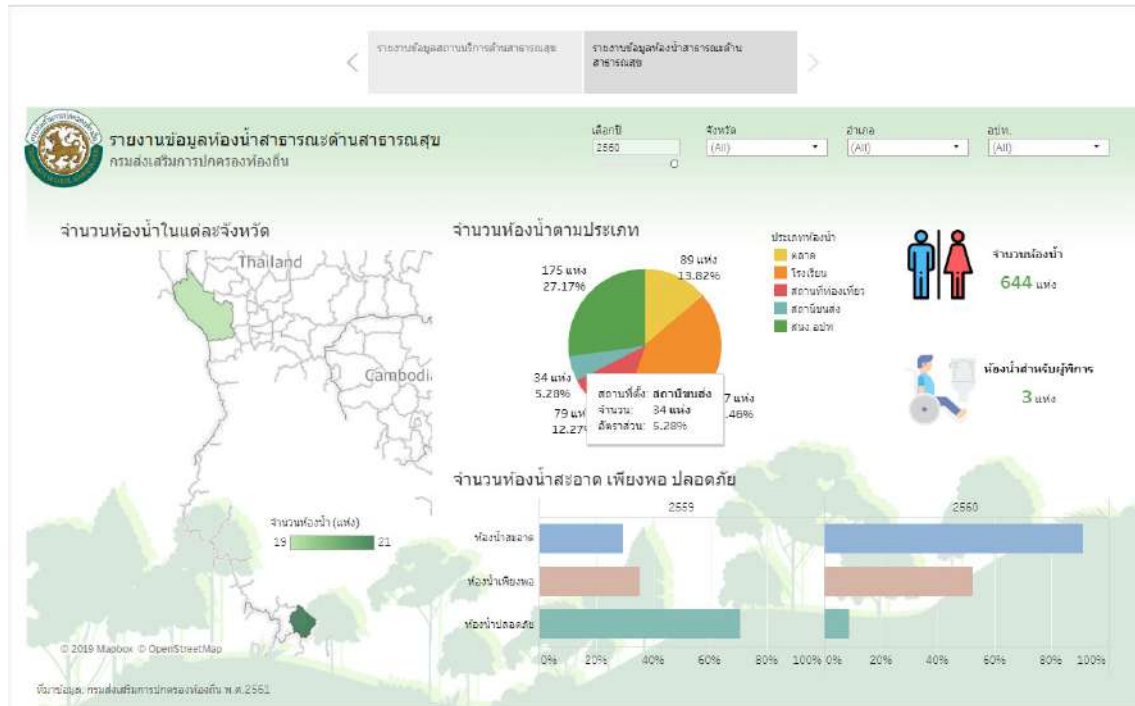 รายงานข้อมูลสถานบริการด้านสาธารณสุข
รายงานข้อมูลห้องน้ำสาธารณะด้าน
สาธารณสุข
รายงานข้อมูลห้องน้ำสาธารณะด้านสาธารณสุข
กรมส่งเสริมการปกครองท้องถิ่น
เลือกปี
2560
จังหวัด
(All)
อำเภอ
(All)
อปท.
(All)
จำนวนห้องน้ำในแต่ละจังหวัด
Thailand
Cambodi
จำนวนห้องน้ำ (แห่ง)
19
21
© 2019 Mapbox © OpenStreetMap
จำนวนห้องน้ำตามประเภท
175 แห่ง
27.17%
89 แห่ง
13.82%
34 แห่ง
5.28%
79 แห่
12.27%
7 แห่ง
.46%
สถานที่ตั้ง: สถานีขนส่ง
จำนวน: 34 แห่ง
อัตราส่วน: 5.28%
ประเภทห้องน้ำ
ตลาด
โรงเรียน
สถานที่ท่องเที่ยว
สถานีขนส่ง
สนง.อปท
จำนวนห้องน้ำ
644 แห่ง
ห้องน้ำสำหรับผู้พิการ
3 แห่ง
จำนวนห้องน้ำสะอาด เพียงพอ ปลอดภัย
2559
2560
ห้องน้ำสะอาด
ห้องน้ำเพียงพอ
ห้องน้ำปลอดภัย
0% 20% 40% 60% 80% 100% 0% 20% 40% 60% 80% 100%
ที่มาข้อมูล: กรมส่งเสริมการปกครองท้องถิ่น พ.ศ.2561